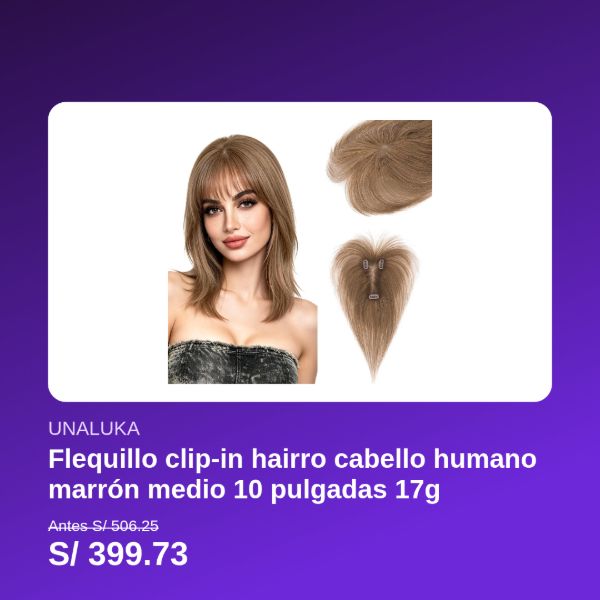 UNALUKA
Flequillo clip-in hairro cabello humano
marrón medio 10 pulgadas 17g
Antes S/ 506.25
S/ 399.73